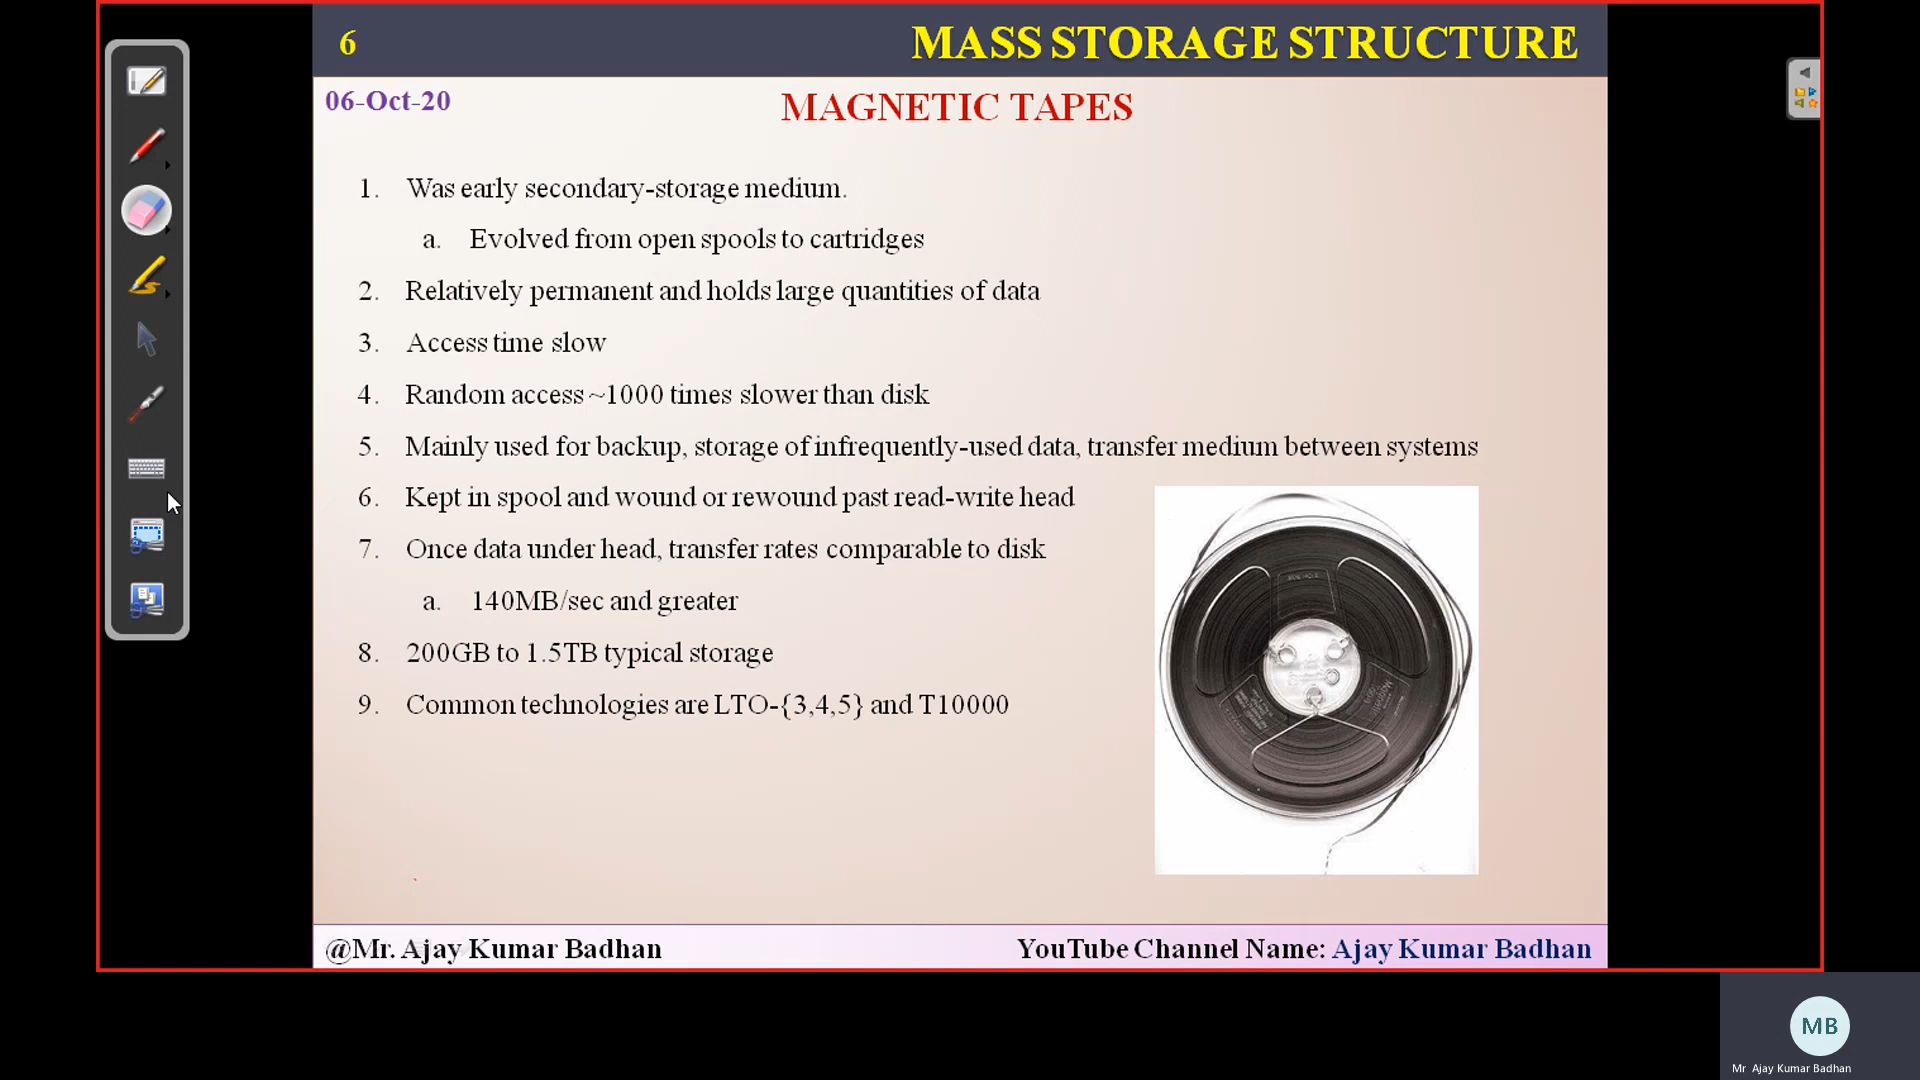 6
MASS STORAGE STRUCTURE
06-Oct-20
MAGNETIC TAPES
1. Was early secondary-storage medium.
a. Evolved from open spools to cartridges
2. Relatively permanent and holds large quantities of data
3. Access time slow
4. Random access ~1000 times slower than disk
5. Mainly used for backup, storage of infrequently-used data, transfer medium between systems
6. Kept in spool and wound or rewound past read-write head
7. Once data under head, transfer rates comparable to disk
a. 140MB/sec and greater
8. 200GB to 1.5TB typical storage
9. Common technologies are LTO-{3,4,5} and T10000
@Mr. Ajay Kumar Badhan
YouTube Channel Name: Ajay Kumar Badhan
MB
Mr Ajay Kumar Badhan